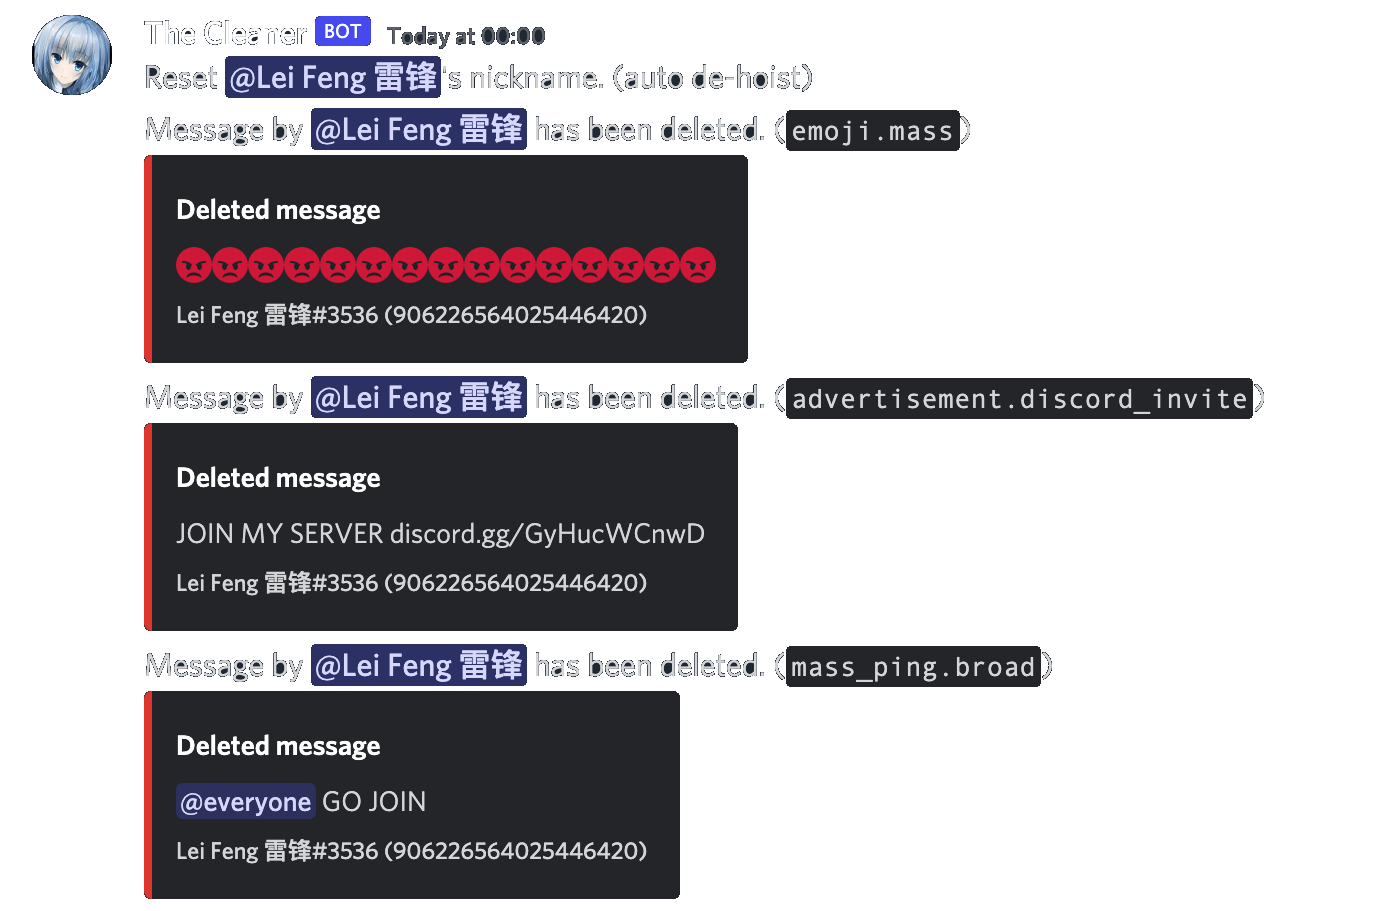 The Cleaner BOT Today at 00:00
Reset @Lei Feng 雷锋's nickname. (auto de-hoist)
Message by @Lei Feng 雷锋 has been deleted. (emoji.mass)
Deleted message
😡😡😡😡😡😡😡😡😡😡😡😡😡😡😡
Lei Feng 雷锋#3536 (906226564025446420)
Message by @Lei Feng 雷锋 has been deleted. (advertisement.discord_invite)
Deleted message
JOIN MY SERVER discord.gg/GyHucWCnwD
Lei Feng 雷锋#3536 (906226564025446420)
Message by @Lei Feng 雷锋 has been deleted. (mass_ping.broad)
Deleted message
@everyone GO JOIN
Lei Feng 雷锋#3536 (906226564025446420)